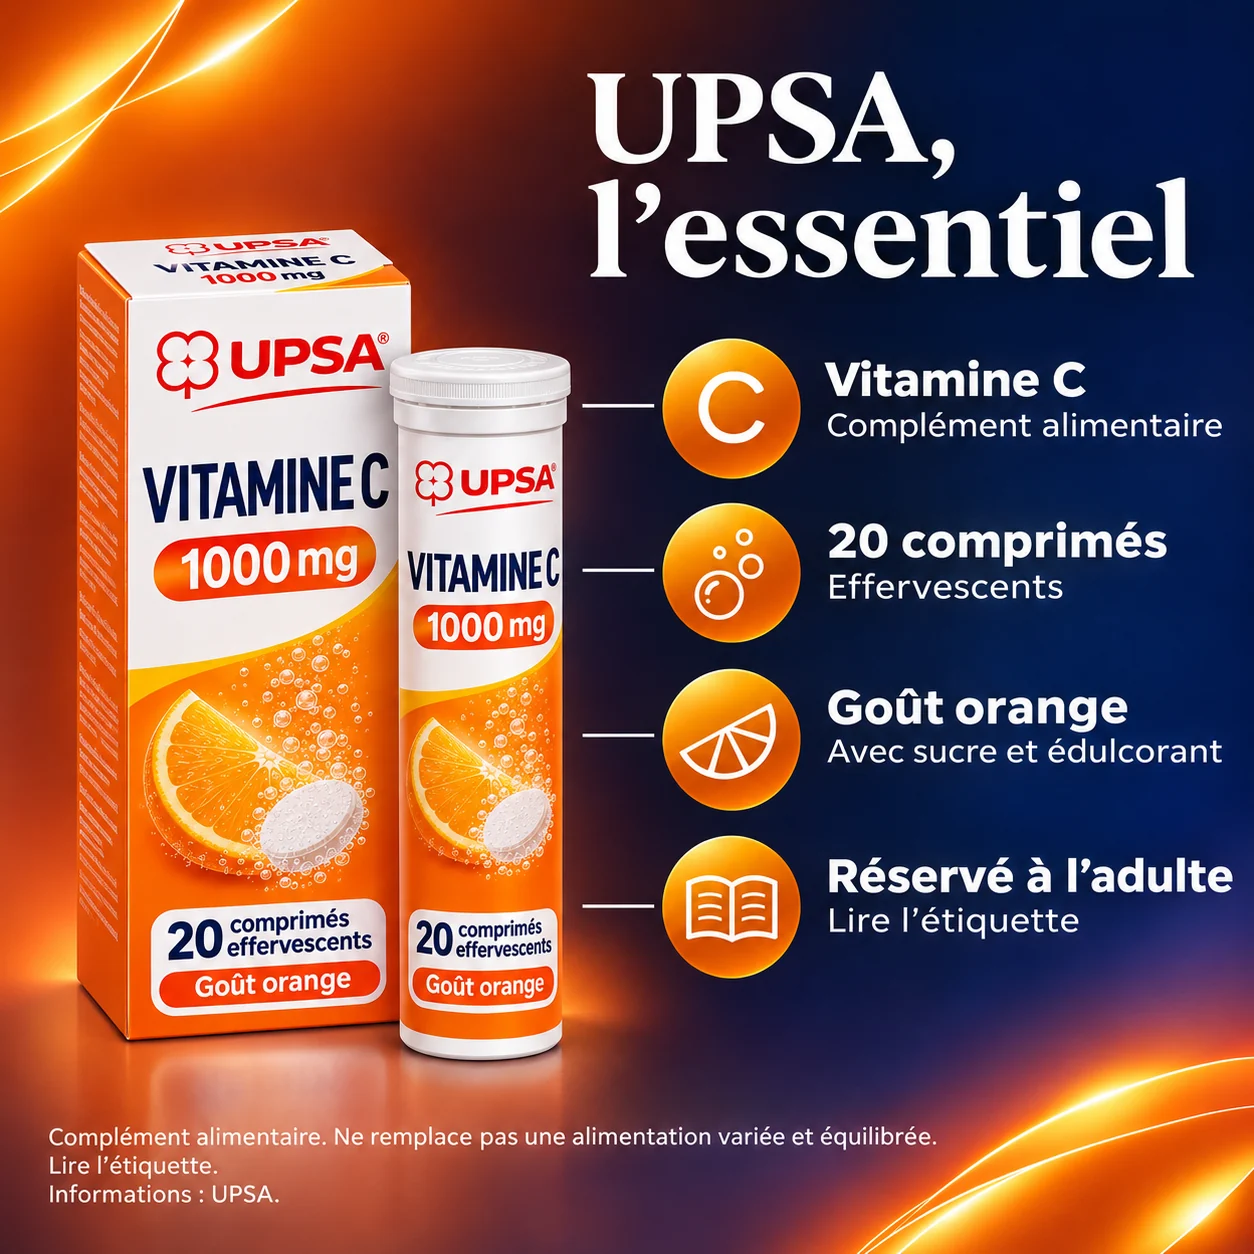 UPSA,
l'essentiel
UPSA
VITAMINE C
1000 mg
UPSA®
VITAMINE C
1000 mg
20 comprimés
effervescents
Goût orange
UPSA®
VITAMINE C
1000 mg
20 comprimés
effervescents
Goût orange
C
Vitamine C
Complément alimentaire
20 comprimés
Effervescents
Goût orange
Avec sucre et édulcorant
Réservé à l'adulte
Lire l'étiquette
Complément alimentaire. Ne remplace pas une alimentation variée et équilibrée.
Lire l'étiquette.
Informations : UPSA.